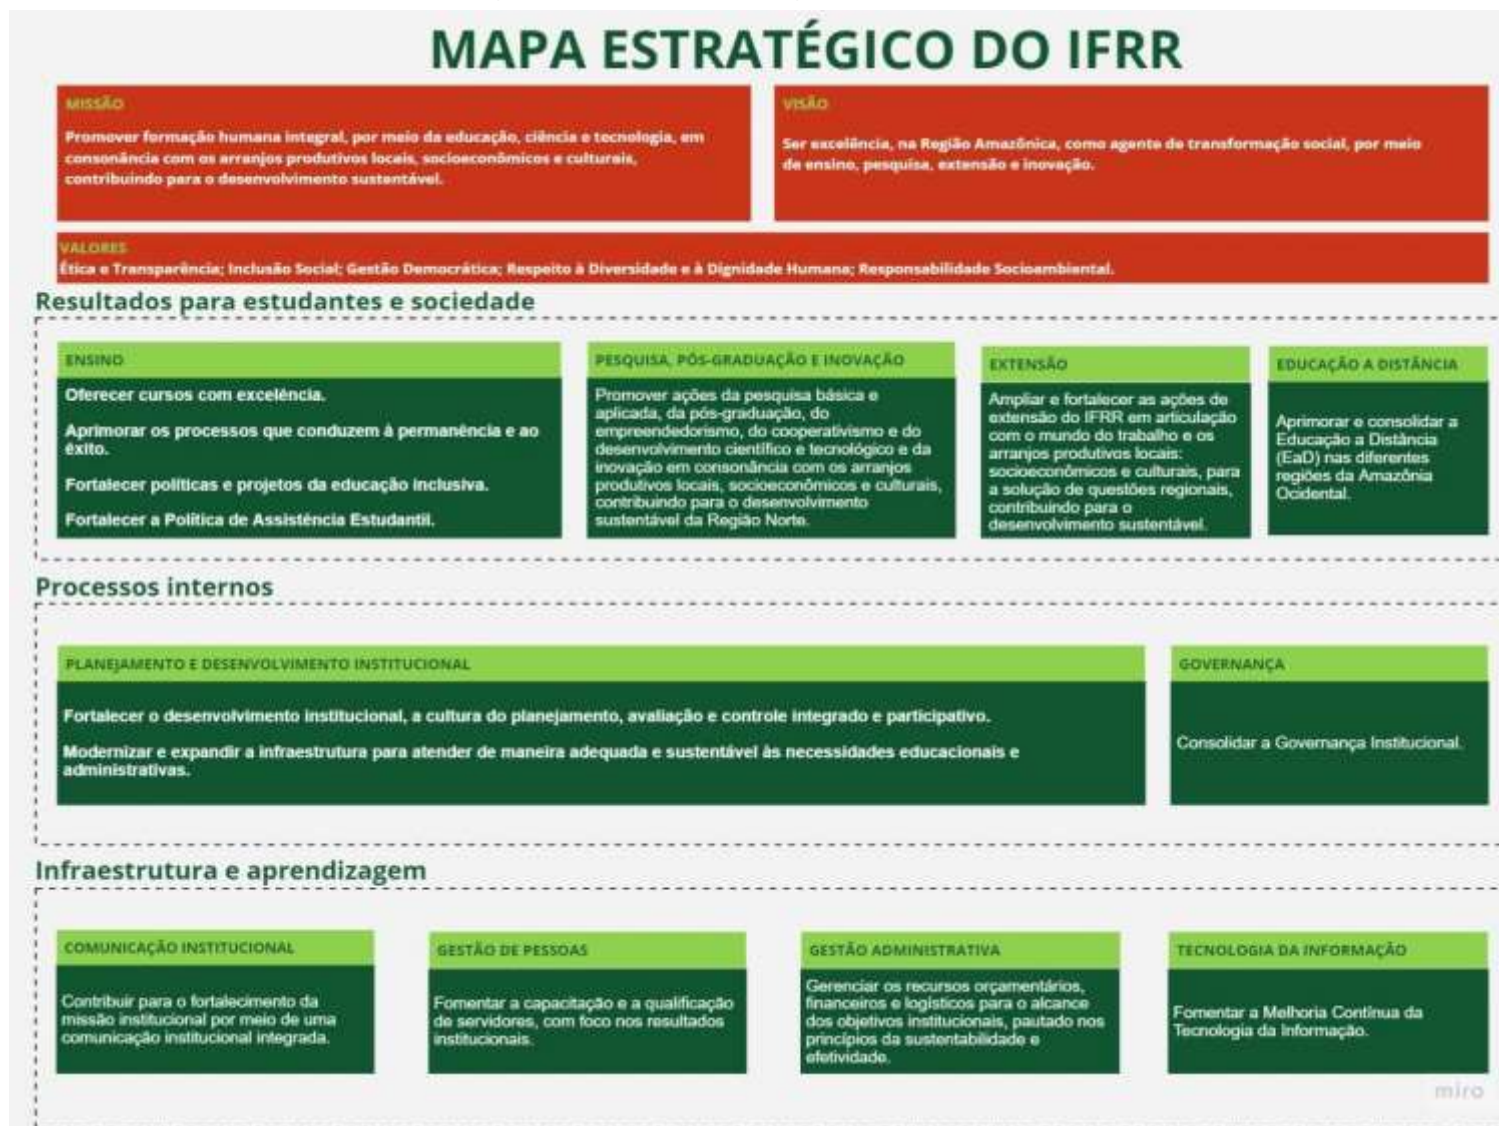 MAPA ESTRATÉGICO DO IFRR
MISSÃO
Promover formação humana integral, por meio da educação, ciência e tecnologia, em
consonância com os arranjos produtivos locais, socioeconômicos e culturais,
contribuindo para o desenvolvimento sustentável.
VISÃO
Ser excelência, na Região Amazônica, como agente de transformação social, por meio
de ensino, pesquisa, extensão e inovação.
VALORES
Ética e Transparência; Inclusão Social; Gestão Democrática; Respeito à Diversidade e à Dignidade Humana; Responsabilidade Socioambiental.
Resultados para estudantes e sociedade
ENSINO
Oferecer cursos com excelência.
Aprimorar os processos que conduzem à permanência e ao
êxito.
Fortalecer políticas e projetos da educação inclusiva.
Fortalecer a Política de Assistência Estudantil.
PESQUISA, PÓS-GRADUAÇÃO E INOVAÇÃO
Promover ações da pesquisa básica e
aplicada, da pós-graduação, do
empreendedorismo, do cooperativismo e do
desenvolvimento científico e tecnológico e da
inovação em consonância com os arranjos
produtivos locais, socioeconômicos e culturais,
contribuindo para o desenvolvimento
sustentável da Região Norte.
EXTENSÃO
Ampliar e fortalecer as ações de
extensão do IFRR em articulação
com o mundo do trabalho e os
arranjos produtivos locais:
socioeconômicos e culturais, para
a solução de questões regionais,
contribuindo para o
desenvolvimento sustentável.
EDUCAÇÃO A DISTÂNCIA
Aprimorar e consolidar a
Educação a Distância
(EaD) nas diferentes
regiões da Amazônia
Ocidental.
Processos internos
PLANEJAMENTO E DESENVOLVIMENTO INSTITUCIONAL
Fortalecer o desenvolvimento institucional, a cultura do planejamento, avaliação e controle integrado e participativo.
Modernizar e expandir a infraestrutura para atender de maneira adequada e sustentável às necessidades educacionais e
administrativas.
GOVERNANÇA
Consolidar a Governança Institucional.
Infraestrutura e aprendizagem
COMUNICAÇÃO INSTITUCIONAL
Contribuir para o fortalecimento da
missão institucional por meio de uma
comunicação institucional integrada.
GESTÃO DE PESSOAS
Fomentar a capacitação e a qualificação
de servidores, com foco nos resultados
institucionais.
GESTÃO ADMINISTRATIVA
Gerenciar os recursos orçamentários,
financeiros e logísticos para o alcance
dos objetivos institucionais, pautado nos
princípios da sustentabilidade e
efetividade.
TECNOLOGIA DA INFORMAÇÃO
Fomentar a Melhoria Contínua da
Tecnologia da Informação.
miro